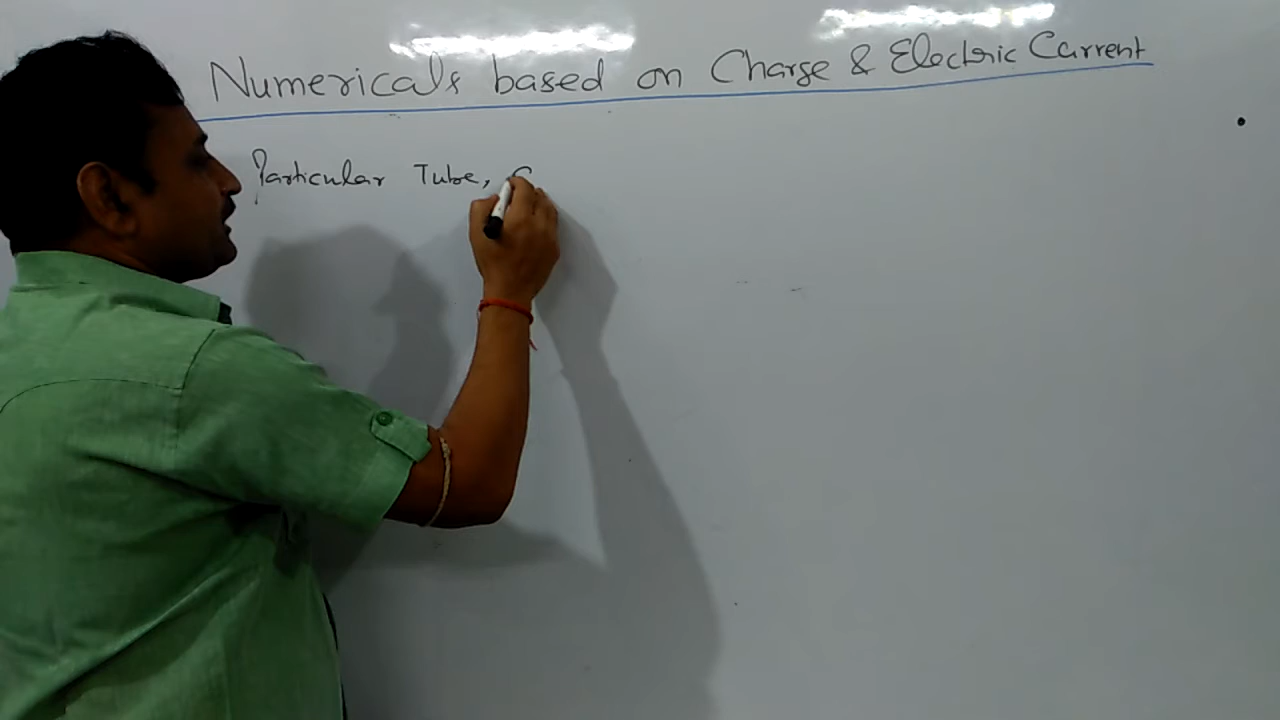 Numericals based on Charge & Electric Current
Particular Tube,